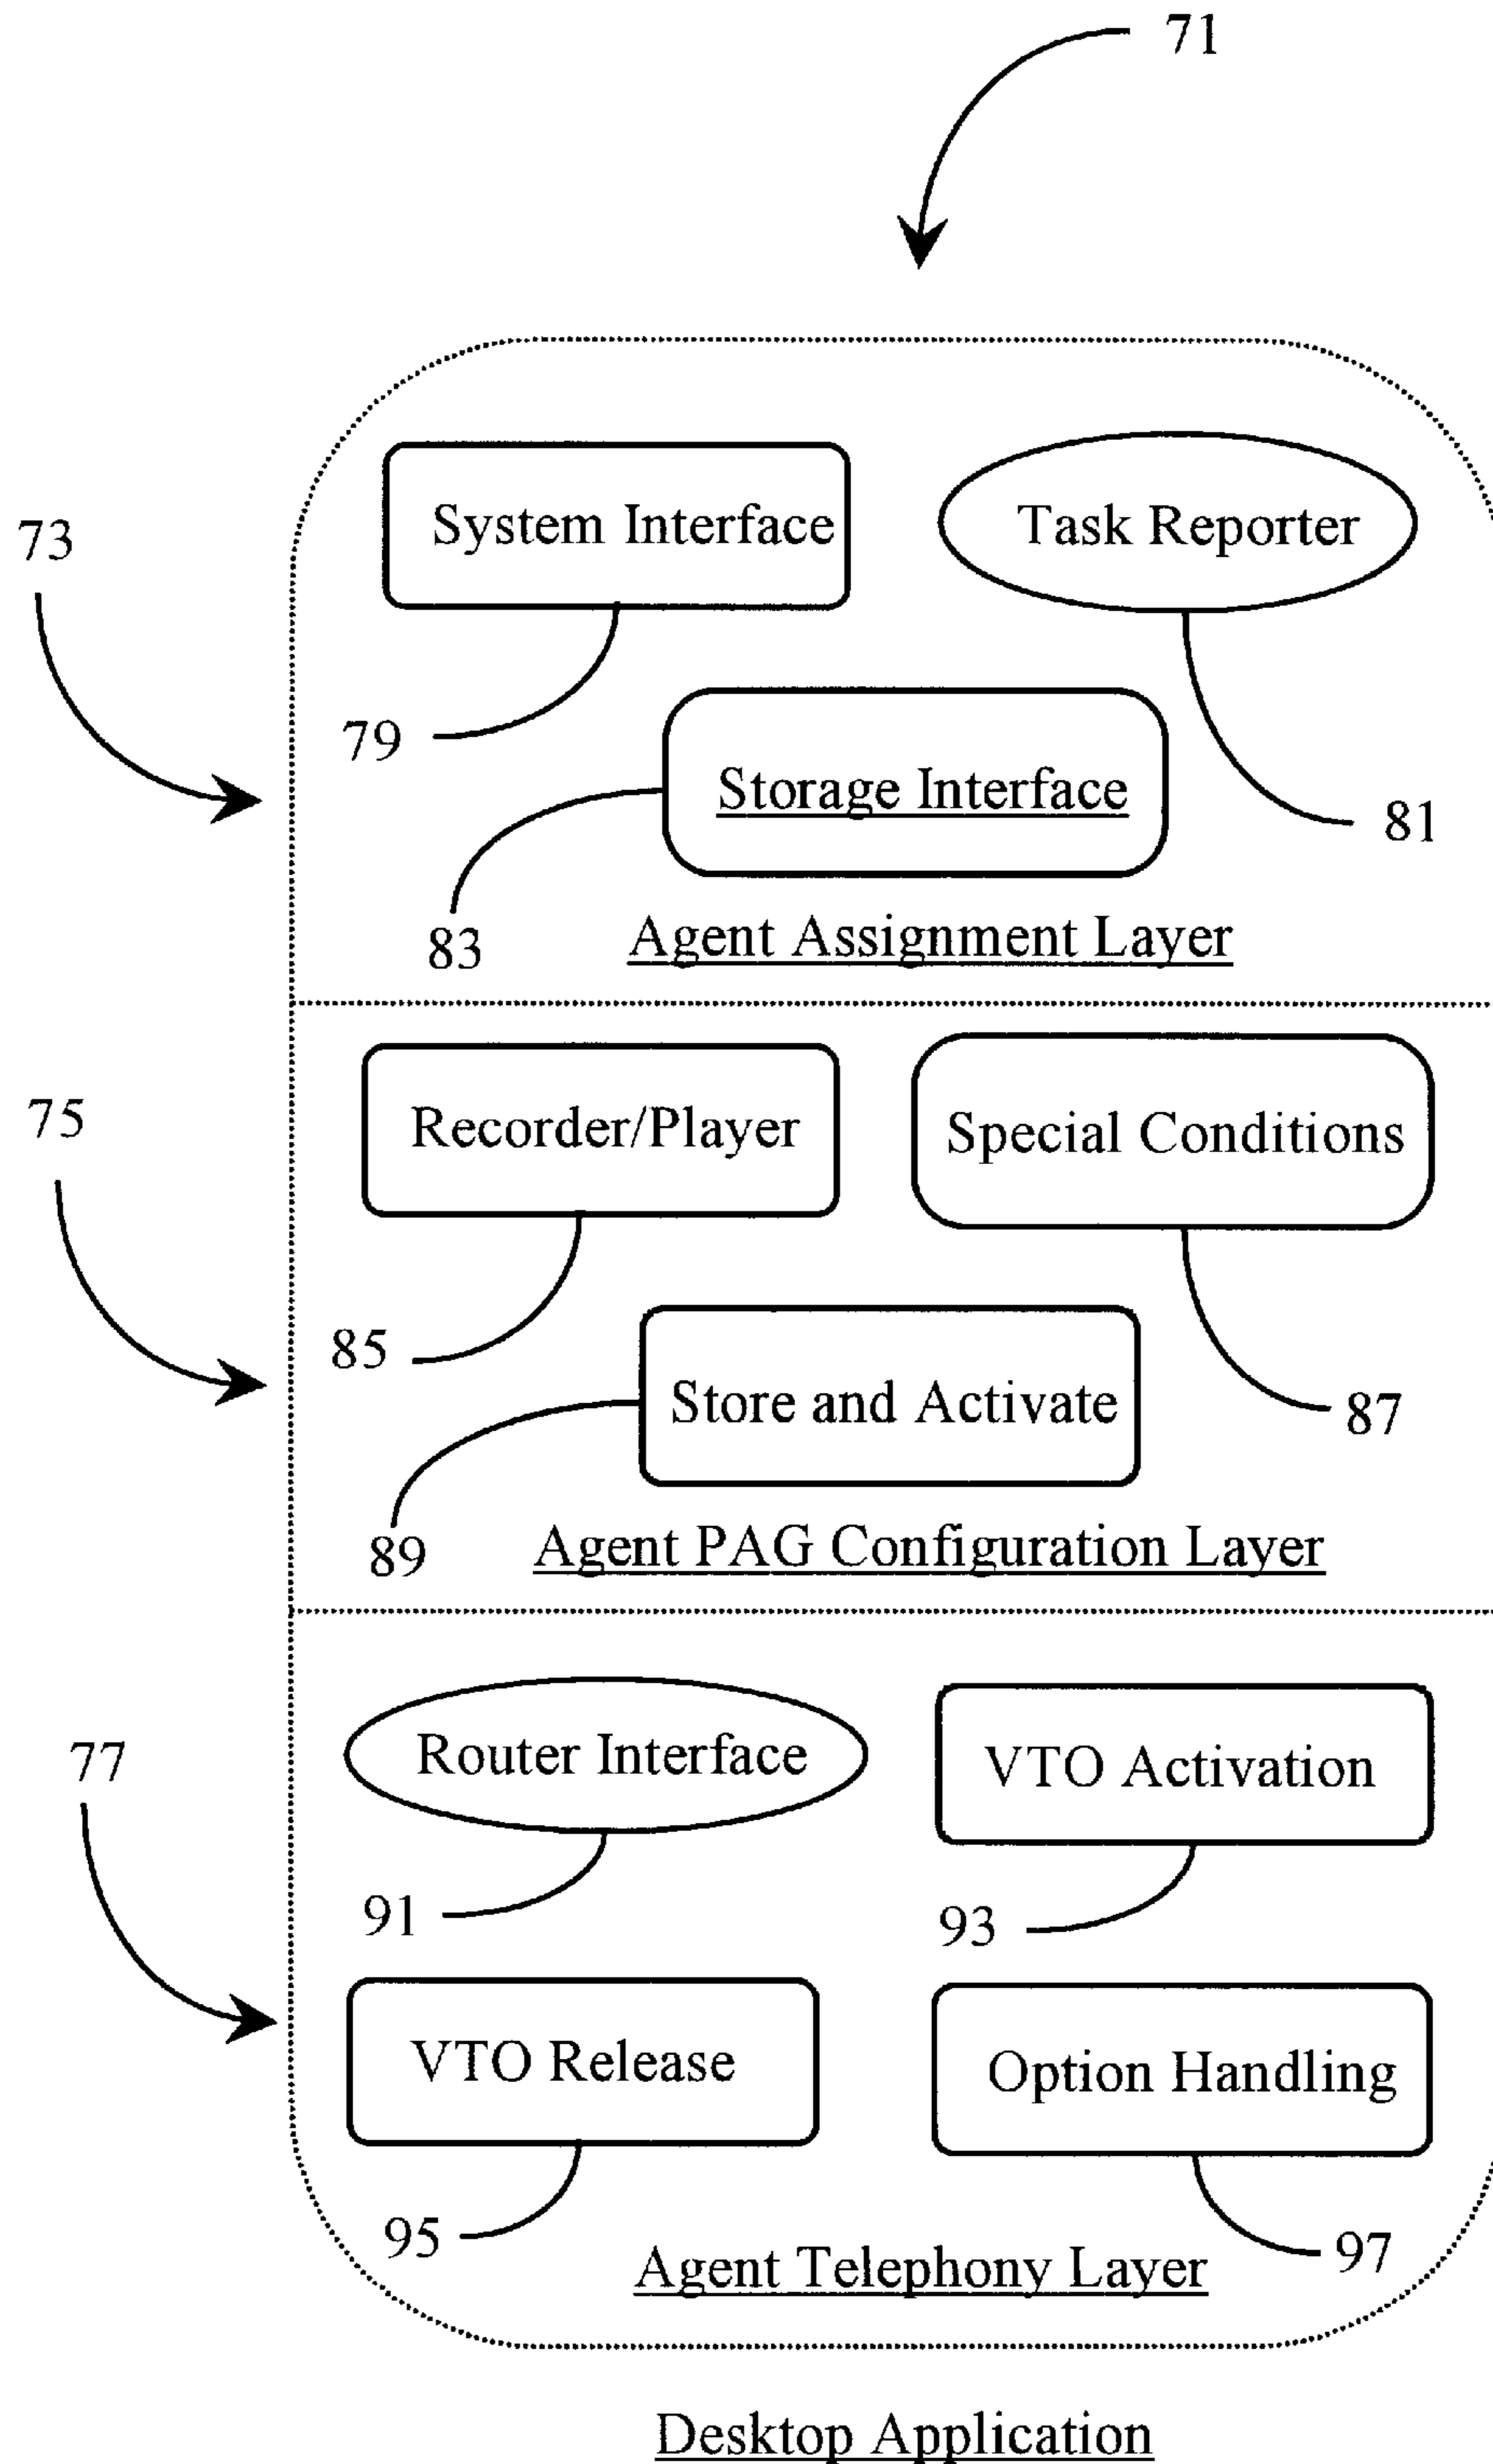 71
System Interface
Task Reporter
73
79
Storage Interface
81
83
Agent Assignment Layer
Recorder/Player
Special Conditions
75
85
Store and Activate
87
89
Agent PAG Configuration Layer
Router Interface
VTO Activation
77
91
93
VTO Release
Option Handling
95
97
Agent Telephony Layer
Desktop Application